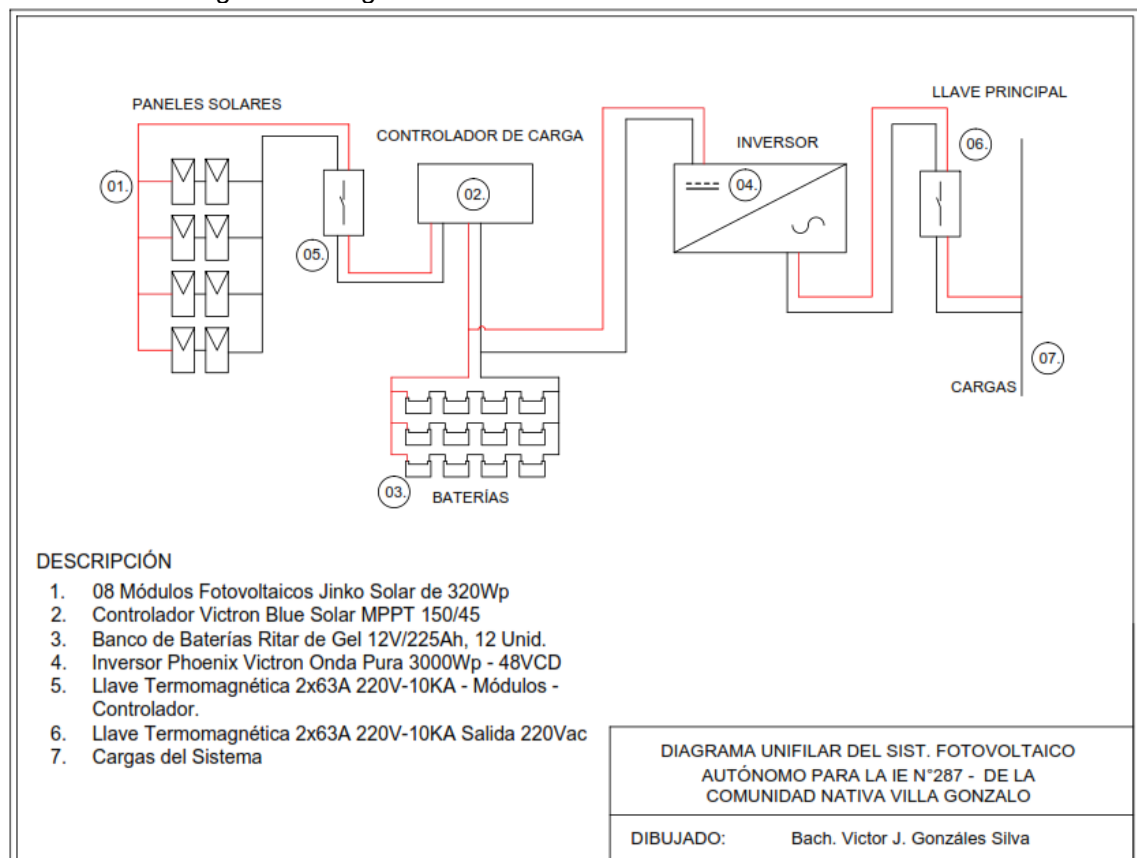 PANELES SOLARES
CONTROLADOR DE CARGA
INVERSOR
LLAVE PRINCIPAL
01.
02.
04.
06.
05.
07.
CARGAS
03.
BATERÍAS
DESCRIPCIÓN
1. 08 Módulos Fotovoltaicos Jinko Solar de 320Wp
2. Controlador Victron Blue Solar MPPT 150/45
3. Banco de Baterías Ritar de Gel 12V/225Ah, 12 Unid.
4. Inversor Phoenix Victron Onda Pura 3000Wp - 48VCD
5. Llave Termomagnética 2x63A 220V-10KA - Módulos -
Controlador.
6. Llave Termomagnética 2x63A 220V-10KA Salida 220Vac
7. Cargas del Sistema
DIAGRAMA UNIFILAR DEL SIST. FOTOVOLTAICO
AUTÓNOMO PARA LA IE N°287 - DE LA
COMUNIDAD NATIVA VILLA GONZALO
DIBUJADO: Bach. Victor J. Gonzáles Silva